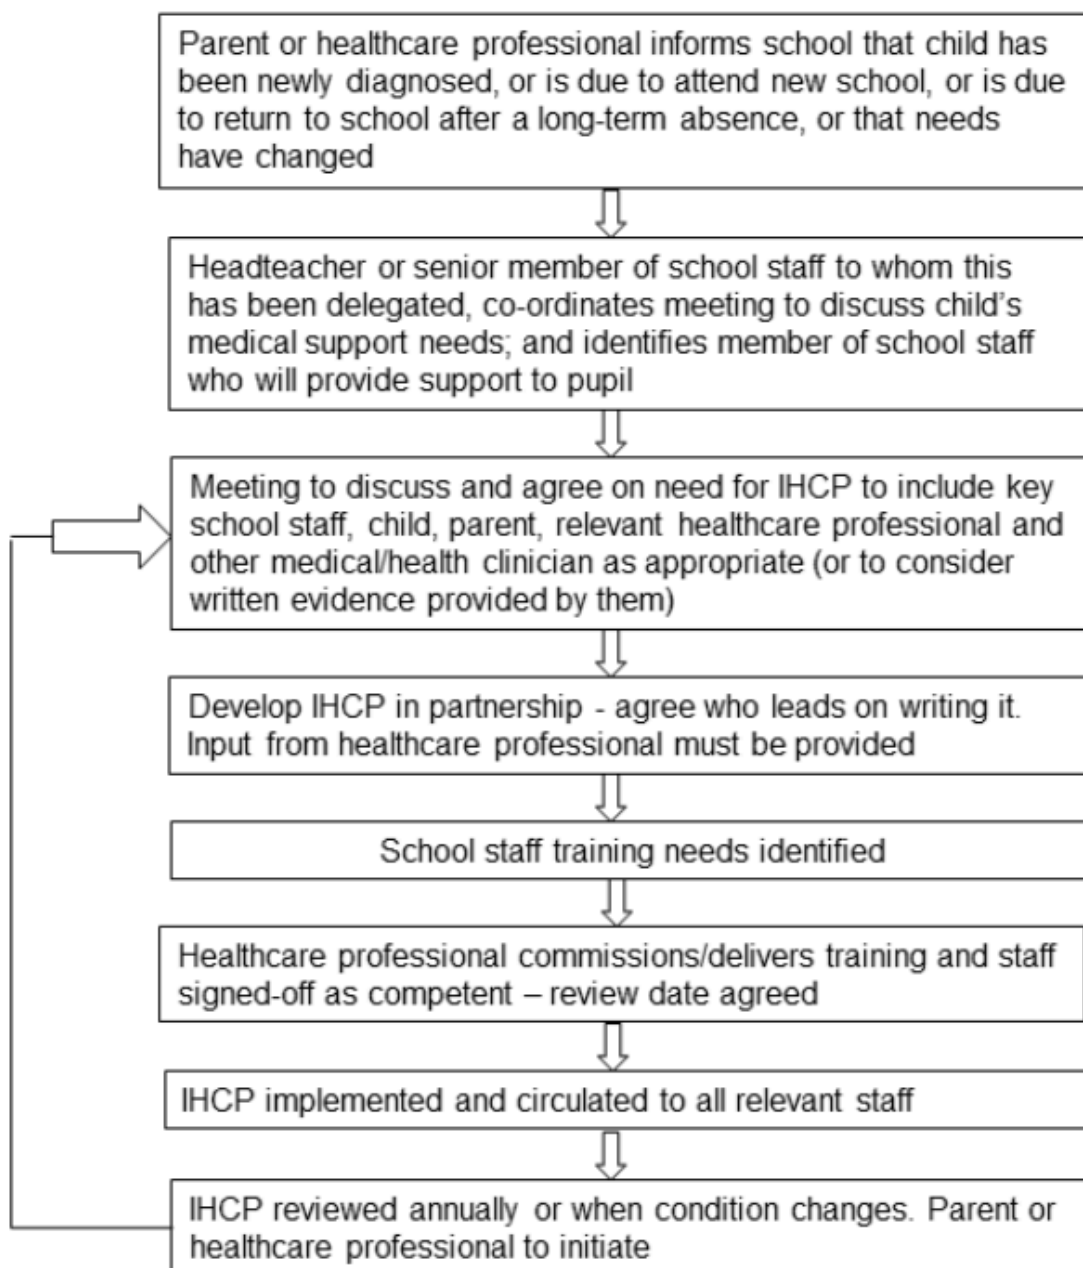 Parent or healthcare professional informs school that child has
been newly diagnosed, or is due to attend new school, or is due
to return to school after a long-term absence, or that needs
have changed
Headteacher or senior member of school staff to whom this
has been delegated, co-ordinates meeting to discuss child’s
medical support needs; and identifies member of school staff
who will provide support to pupil
Meeting to discuss and agree on need for IHCP to include key
school staff, child, parent, relevant healthcare professional and
other medical/health clinician as appropriate (or to consider
written evidence provided by them)
Develop IHCP in partnership - agree who leads on writing it.
Input from healthcare professional must be provided
School staff training needs identified
Healthcare professional commissions/delivers training and staff
signed-off as competent – review date agreed
IHCP implemented and circulated to all relevant staff
IHCP reviewed annually or when condition changes. Parent or
healthcare professional to initiate